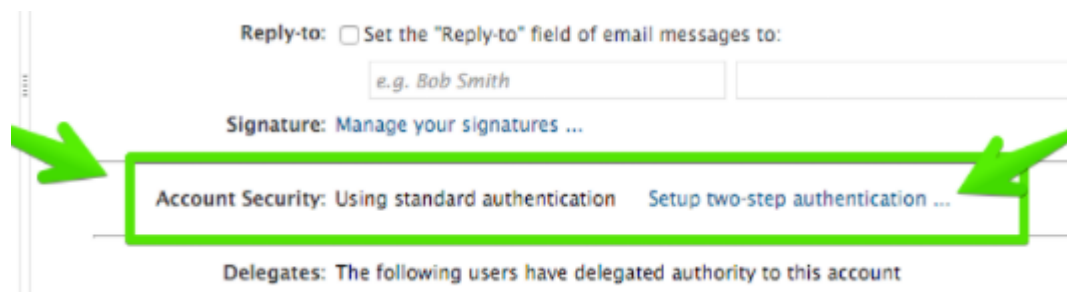 Reply-to: Set the "Reply-to" field of email messages to:
e.g. Bob Smith
Signature: Manage your signatures ...
Account Security: Using standard authentication Setup two-step authentication ...
Delegates: The following users have delegated authority to this account